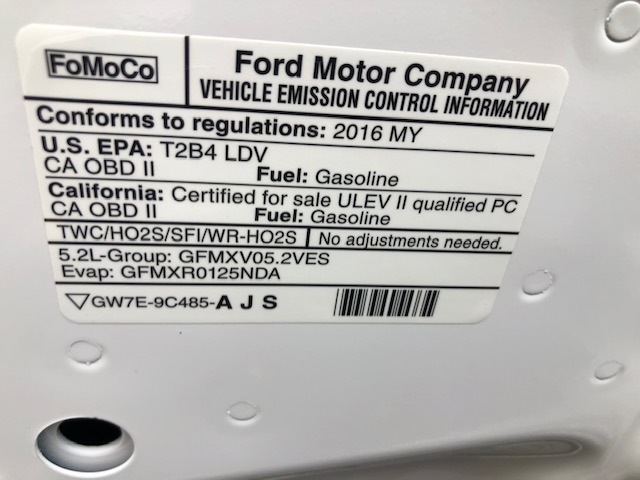 FoMoCo
Ford Motor Company
VEHICLE EMISSION CONTROL INFORMATION
Conforms to regulations: 2016 MY
U.S. EPA: T2B4 LDV
CA OBD II Fuel: Gasoline
California: Certified for sale ULEV II qualified PC
CA OBD II Fuel: Gasoline
TWC/HO2S/SFI/WR-HO2S No adjustments needed.
5.2L-Group: GFMXV05.2VES
Evap: GFMXR0125NDA
GW7E-9C485-A J S